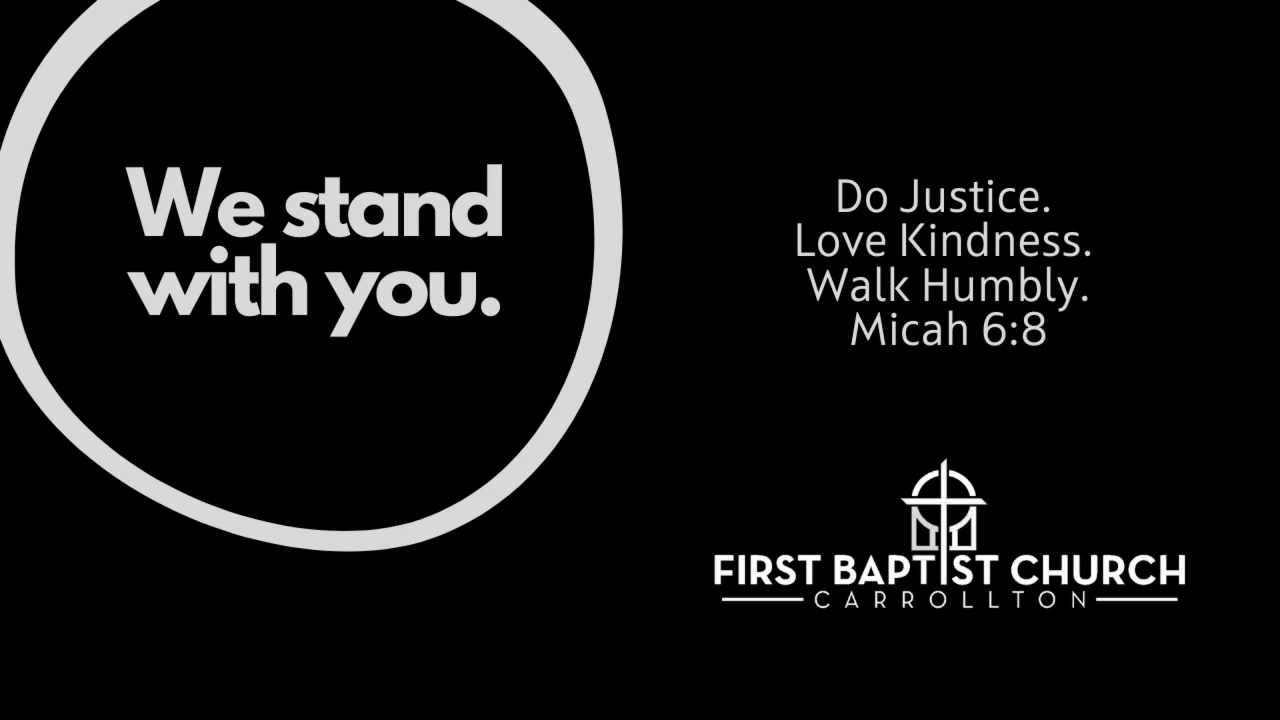 We stand
with you.
Do Justice.
Love Kindness.
Walk Humbly.
Micah 6:8
FIRST BAPTIST CHURCH
CARROLLTON